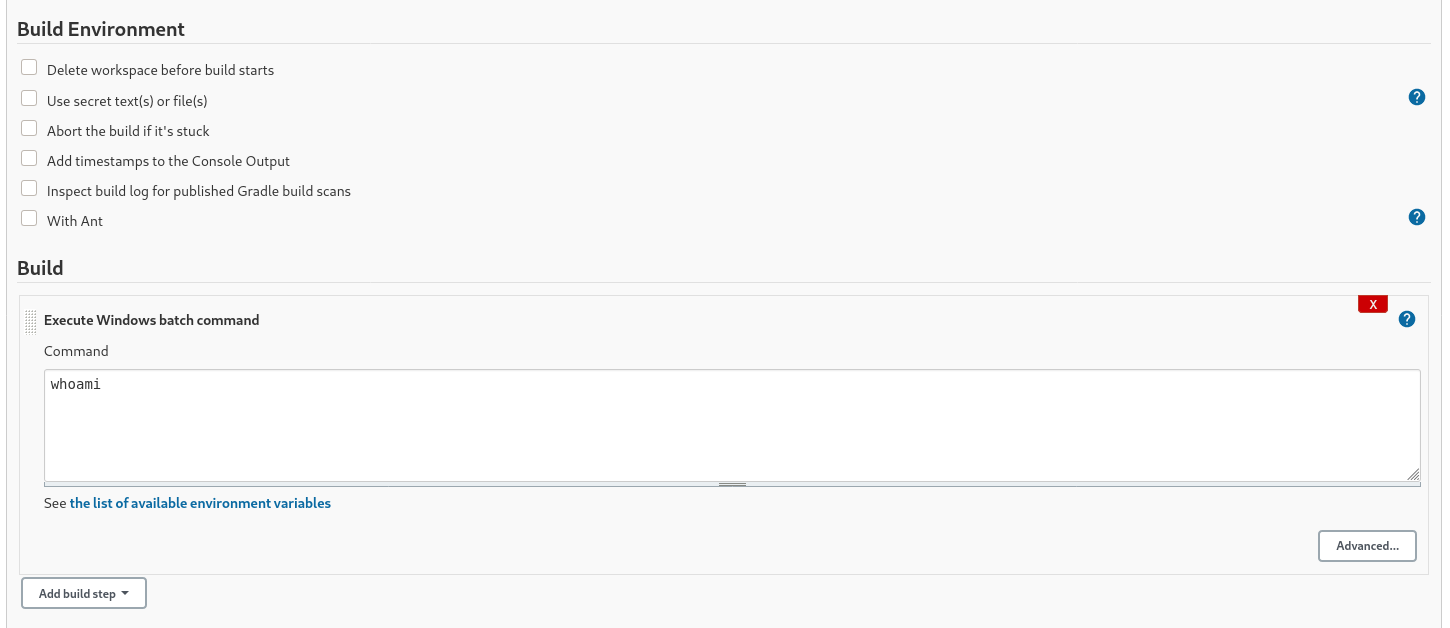 Build Environment
Delete workspace before build starts
Use secret text(s) or file(s)
?
Abort the build if it's stuck
Add timestamps to the Console Output
Inspect build log for published Gradle build scans
With Ant
?
Build
X
Execute Windows batch command
?
Command
whoami
See the list of available environment variables
Advanced...
Add build step